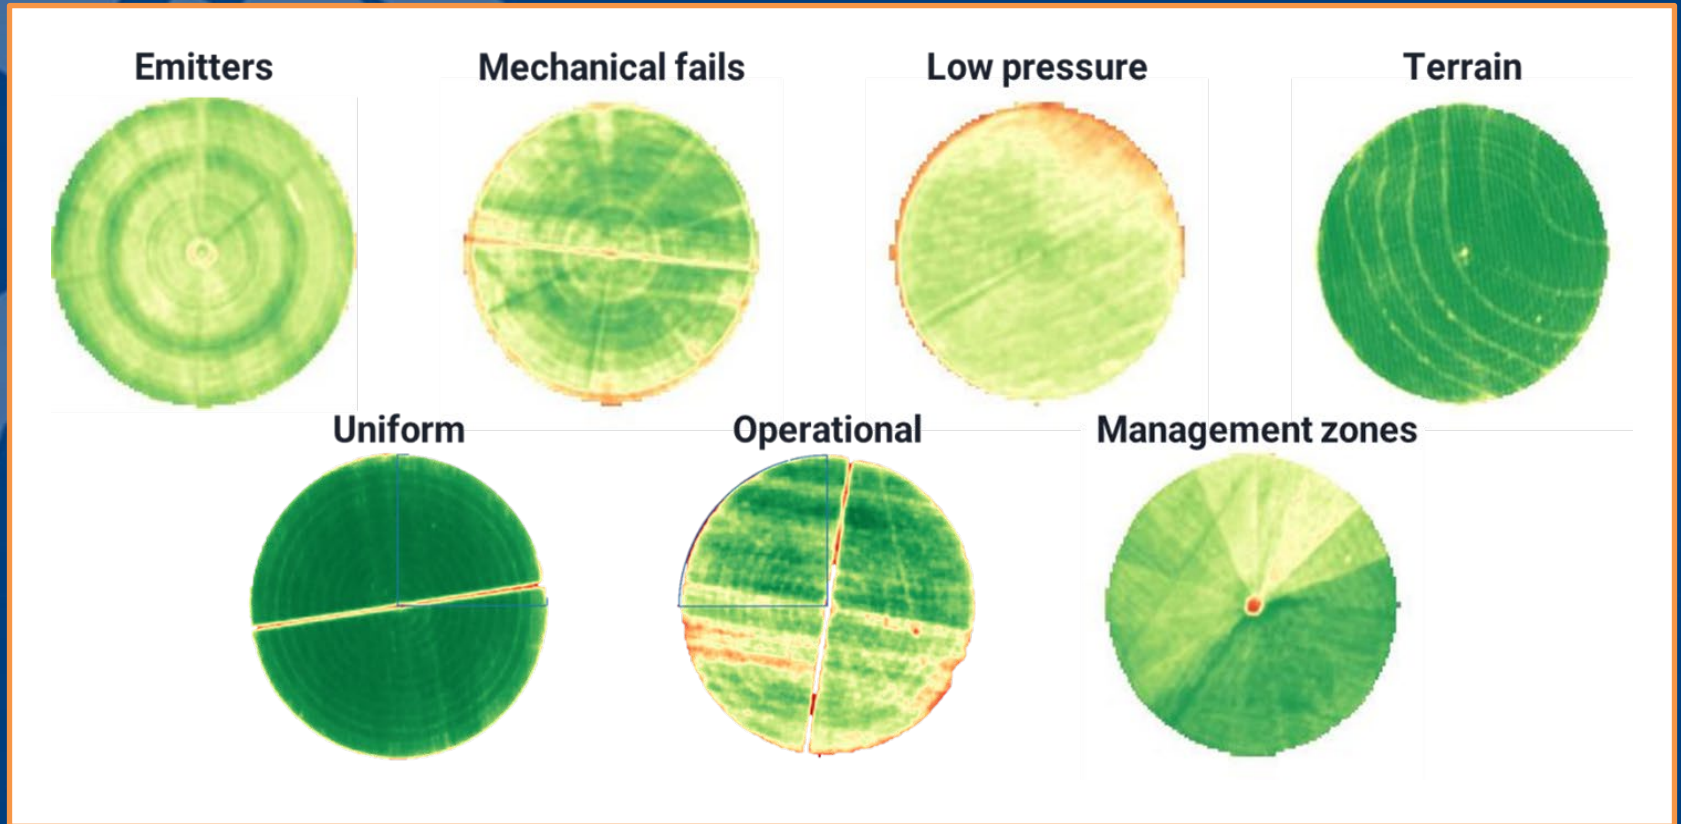 Emitters
Mechanical fails
Low pressure
Terrain
Uniform
Operational
Management zones